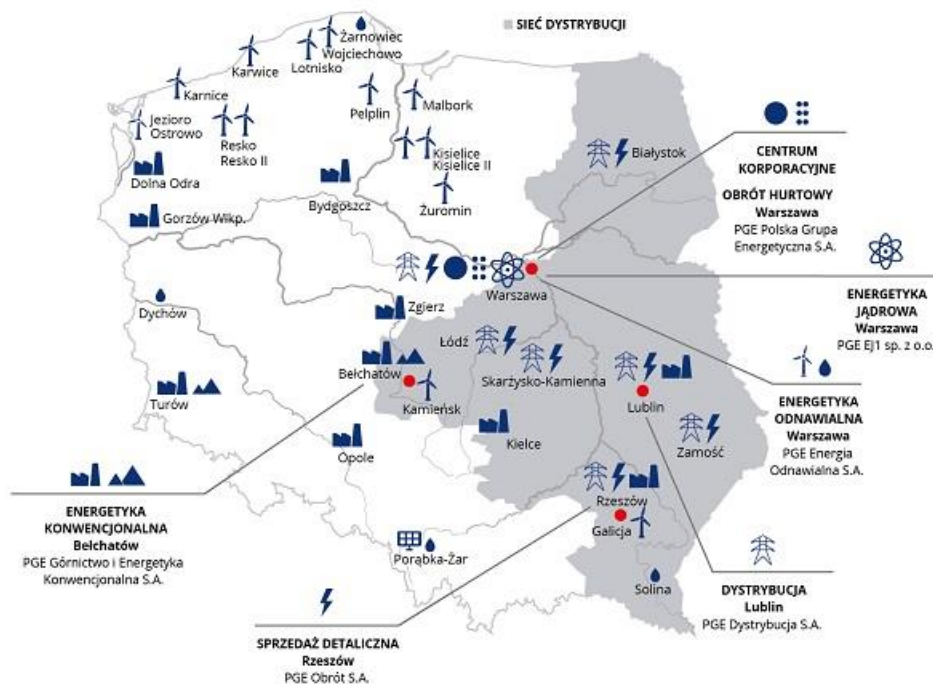 SIEĆ DYSTRYBUCJI
Żarnowiec
Wojciechowo
Lotnisko
Karwice
Karnice
Pelplin
Malbork
Jezioro
Ostrowo
Resko
Resko II
Kisielice
Kisielice II
Białystok
Dolna Odra
Bydgoszcz
Żuromin
Gorzów Wlkp.
CENTRUM
KORPORACYJNE
OBRÓT HURTOWY
Warszawa
PGE Polska Grupa
Energetyczna S.A.
Warszawa
Dychów
Zgierz
ENERGETYKA
JĄDROWA
Warszawa
PGE EJ1 sp. z o.o.
Łódź
Bełchatów
Skarżysko-Kamienna
Kamieńsk
Turów
Lublin
ENERGETYKA
ODNAWIALNA
Warszawa
PGE Energia
Odnawialna S.A.
Opole
Kielce
Zamość
ENERGETYKA
KONWENCJONALNA
Bełchatów
PGE Górnictwo i Energetyka
Konwencjonalna S.A.
Rzeszów
Galicja
Porąbka-Żar
Solina
DYSTRYBUCJA
Lublin
PGE Dystrybucja S.A.
SPRZEDAŻ DETALICZNA
Rzeszów
PGE Obrót S.A.